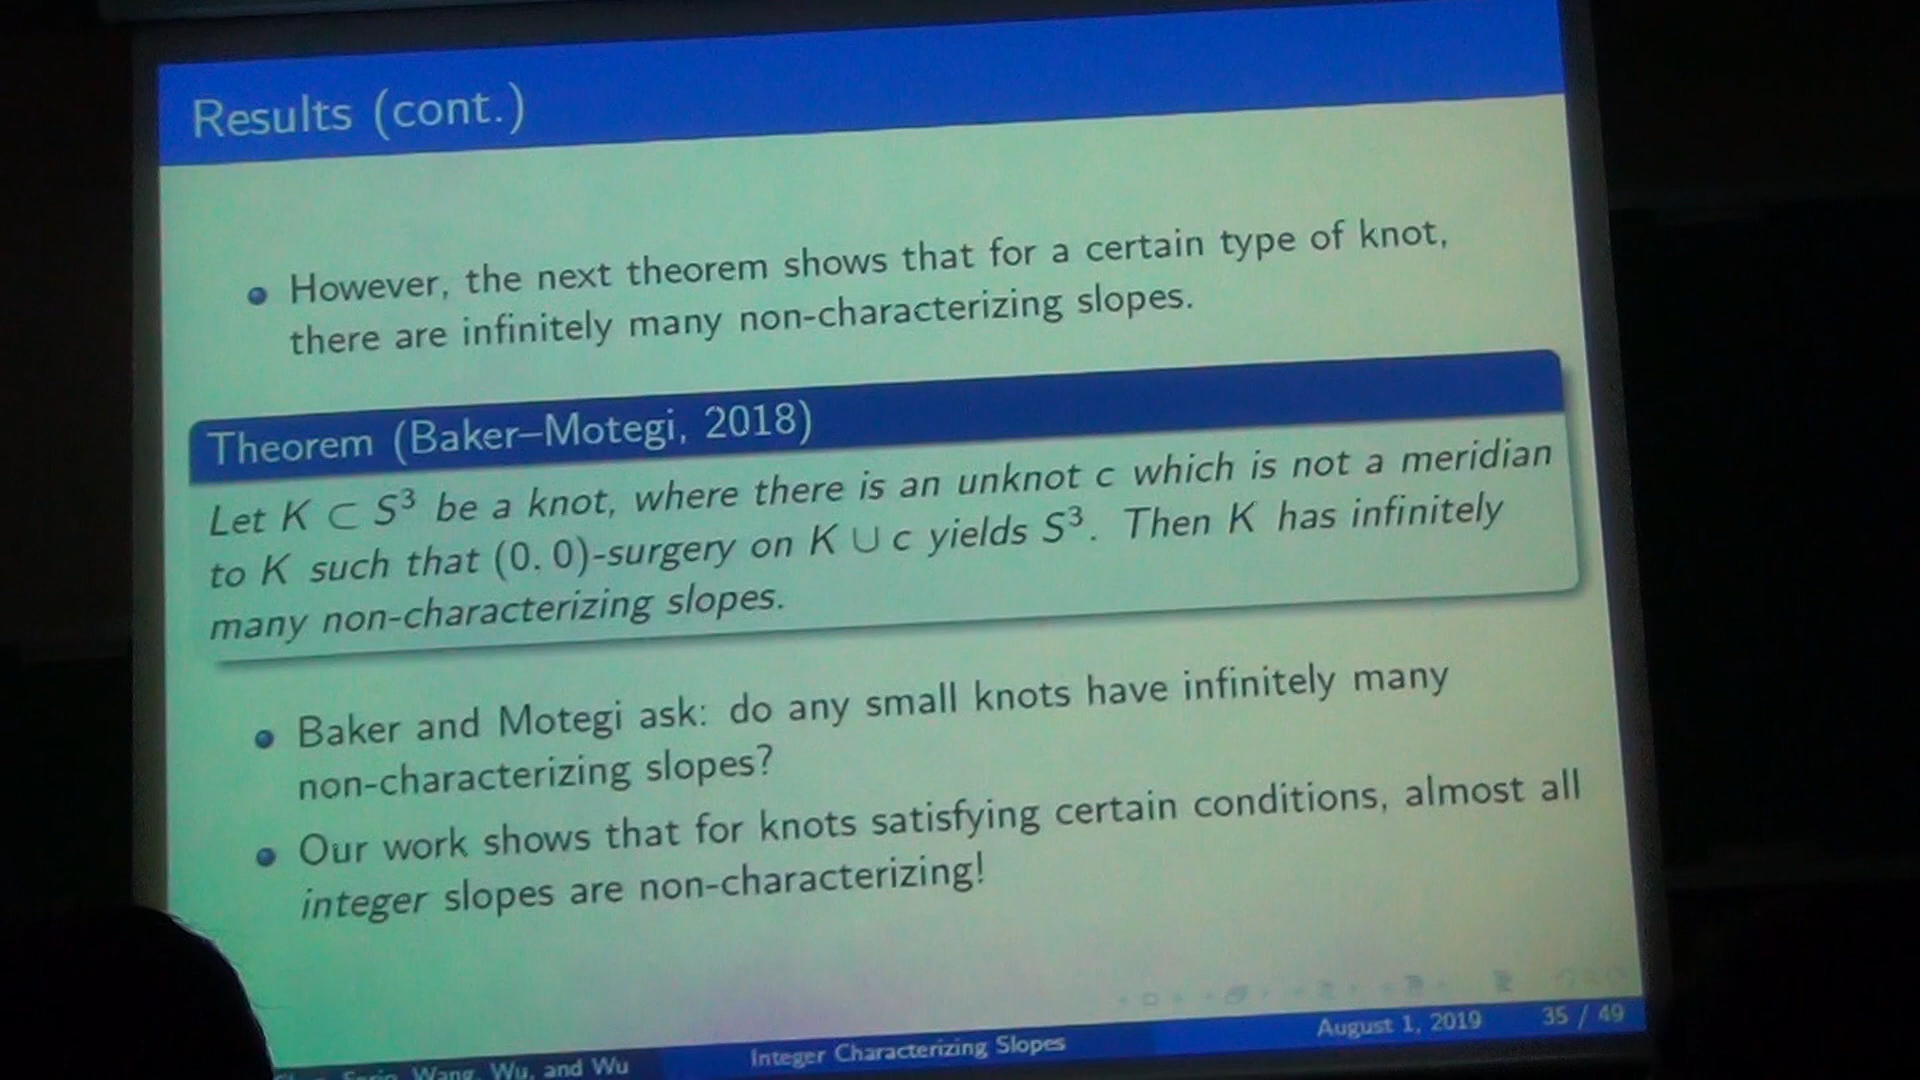 Results (cont.)
However, the next theorem shows that for a certain type of knot,
there are infinitely many non-characterizing slopes.
Theorem (Baker–Motegi, 2018)
Let K ⊂ S³ be a knot, where there is an unknot c which is not a meridian
to K such that (0, 0)-surgery on K ∪ c yields S³. Then K has infinitely
many non-characterizing slopes.
Baker and Motegi ask: do any small knots have infinitely many
non-characterizing slopes?
Our work shows that for knots satisfying certain conditions, almost all
integer slopes are non-characterizing!
Wang, Wu, and Wu
Integer Characterizing Slopes
August 1, 2019
35 / 49